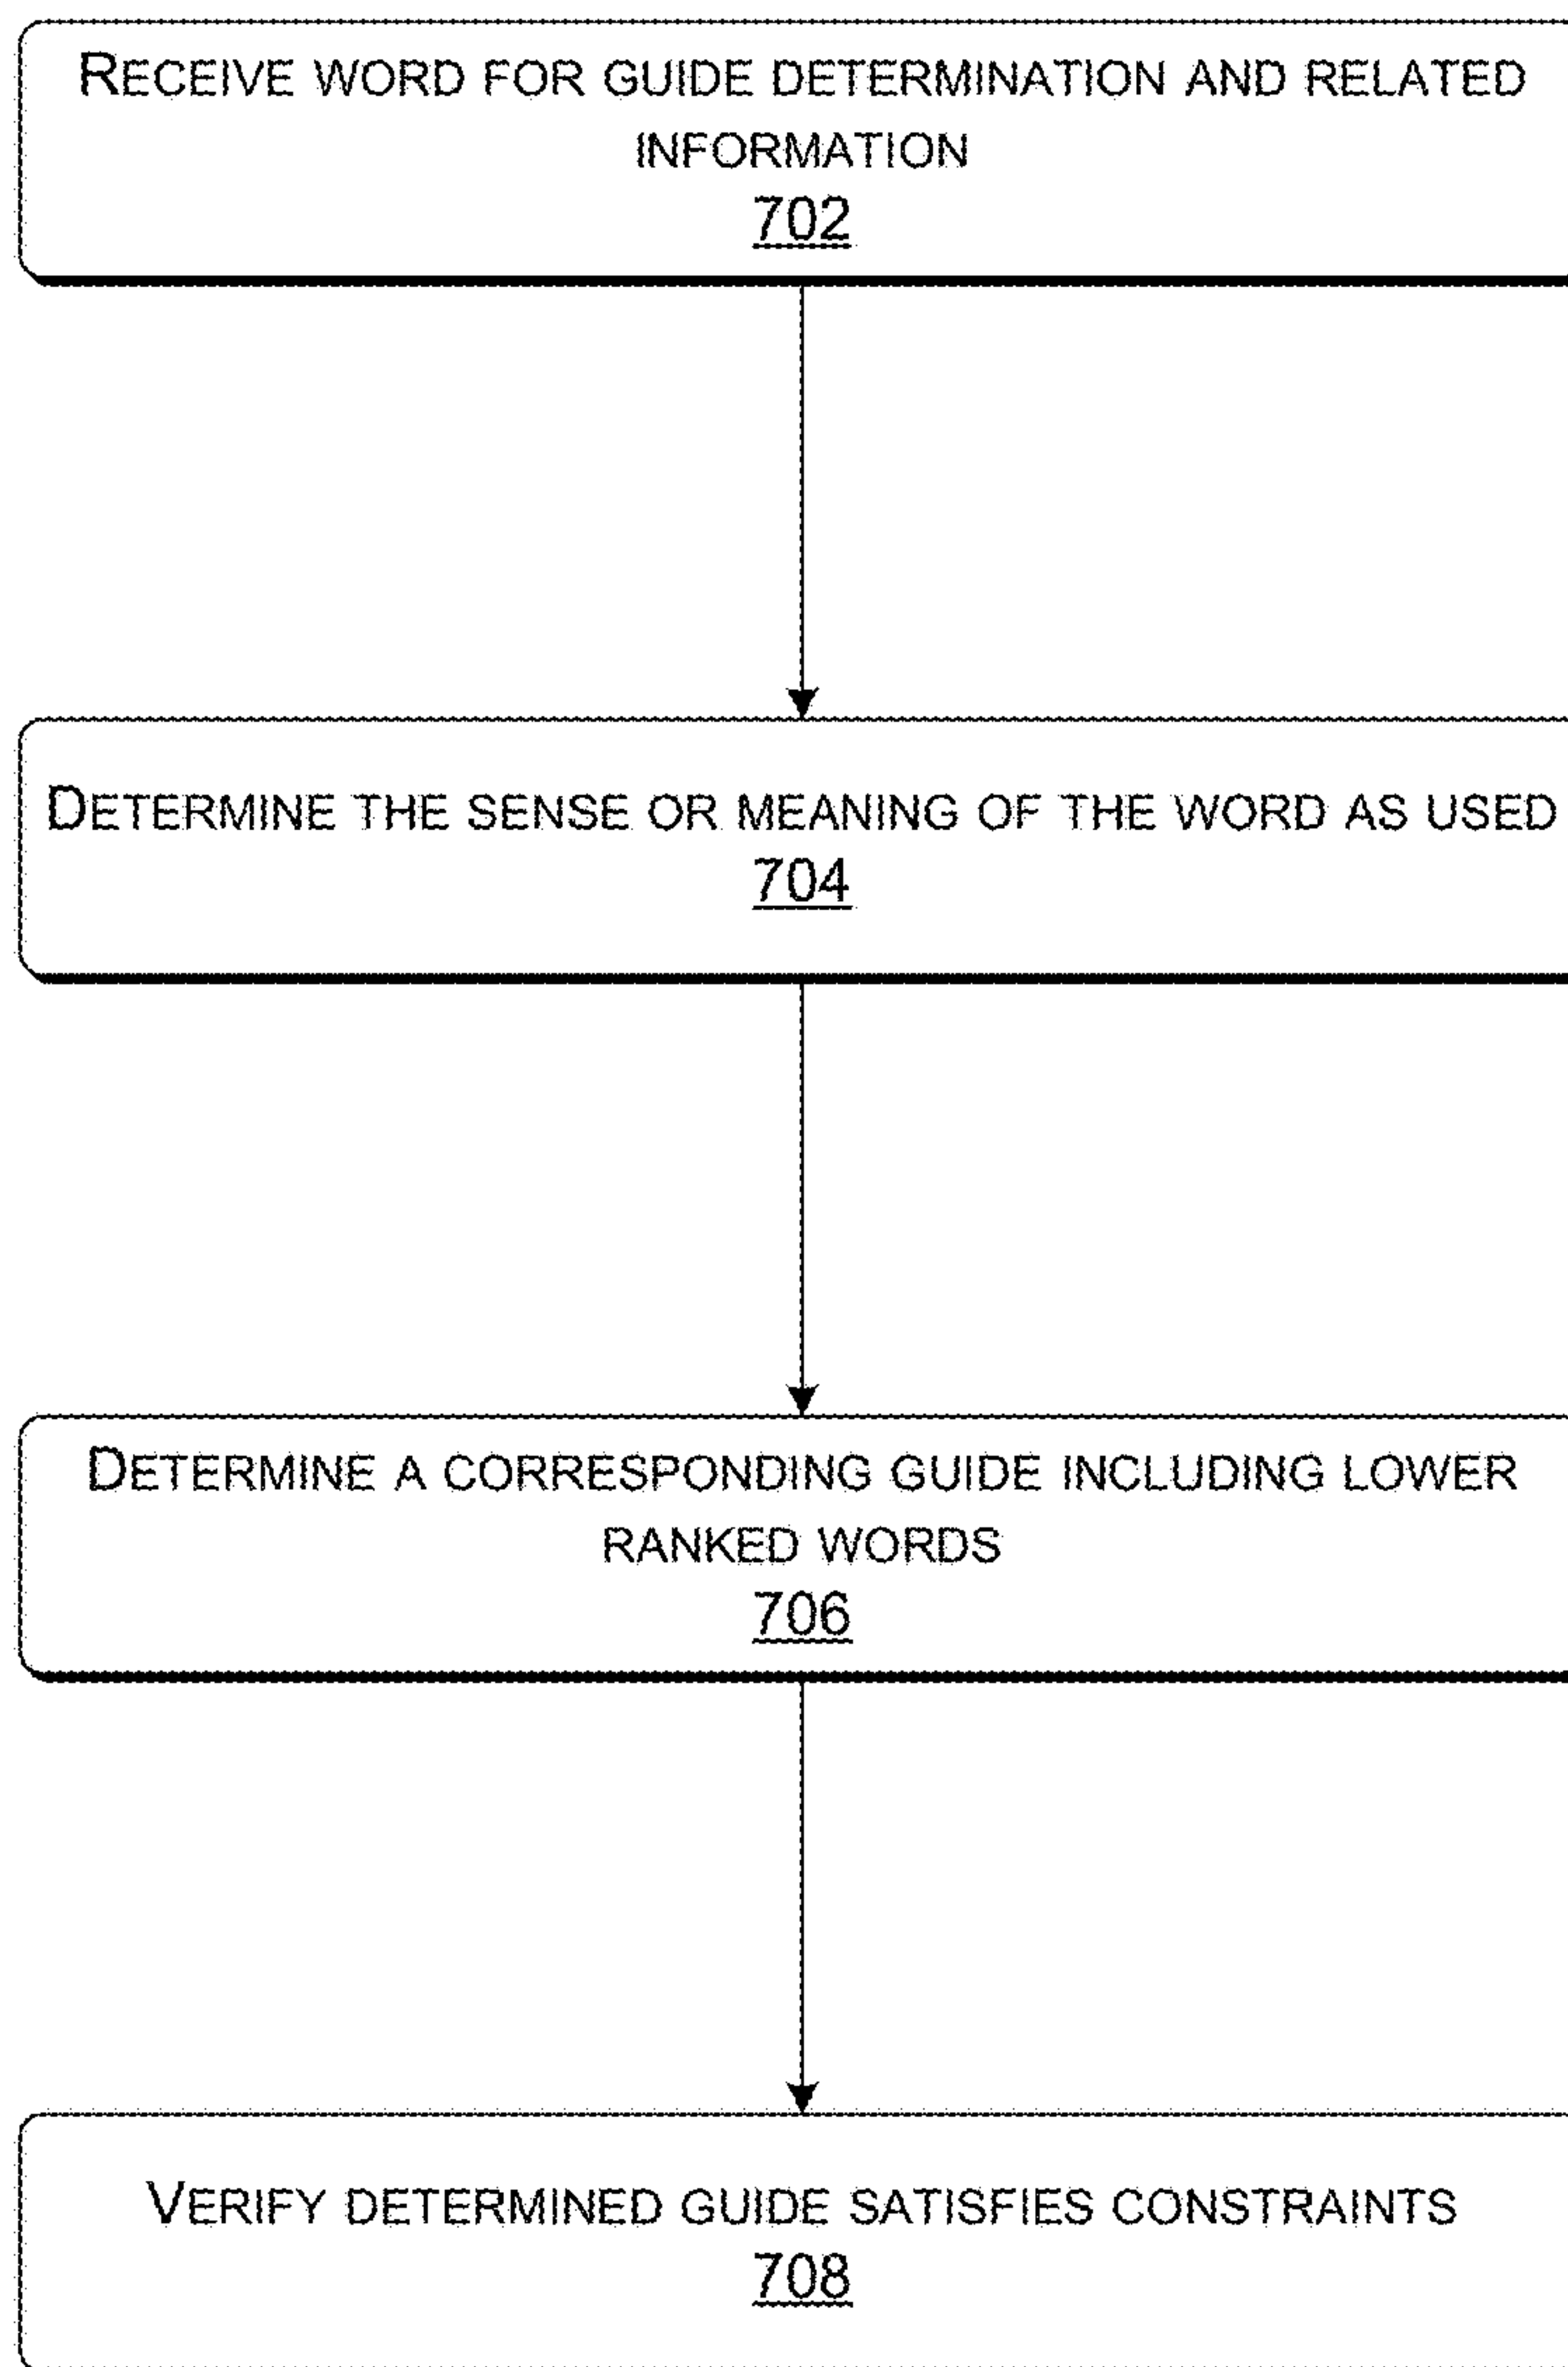 RECEIVE WORD FOR GUIDE DETERMINATION AND RELATED
INFORMATION
702
DETERMINE THE SENSE OR MEANING OF THE WORD AS USED
704
DETERMINE A CORRESPONDING GUIDE INCLUDING LOWER
RANKED WORDS
706
VERIFY DETERMINED GUIDE SATISFIES CONSTRAINTS
708